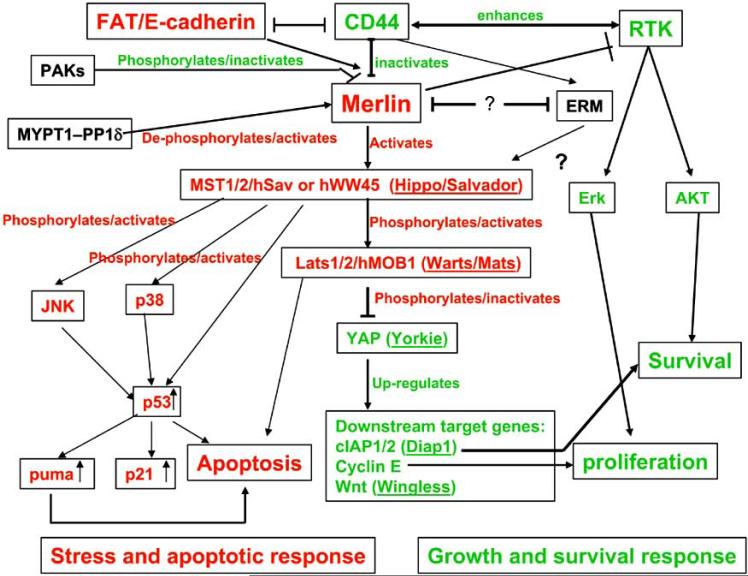 FAT/E-cadherin
CD44
enhances
RTK
PAKs
Phosphorylates/inactivates
inactivates
Merlin
?
ERM
MYPT1–PP1δ
De-phosphorylates/activates
Activates
?
MST1/2/hSav or hWW45 (Hippo/Salvador)
Erk
AKT
Phosphorylates/activates
Phosphorylates/activates
Phosphorylates/activates
Lats1/2/hMOB1 (Warts/Mats)
JNK
p38
Phosphorylates/inactivates
YAP (Yorkie)
Survival
Up-regulates
p53
Downstream target genes:
cIAP1/2 (Diap1)
Cyclin E
Wnt (Wingless)
puma
p21
Apoptosis
proliferation
Stress and apoptotic response
Growth and survival response